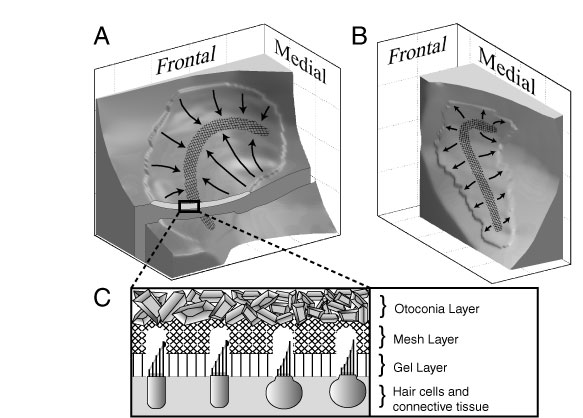 A
Frontal
Medial
B
Frontal
Medial
C
Otoconia Layer
Mesh Layer
Gel Layer
Hair cells and
connective tissue